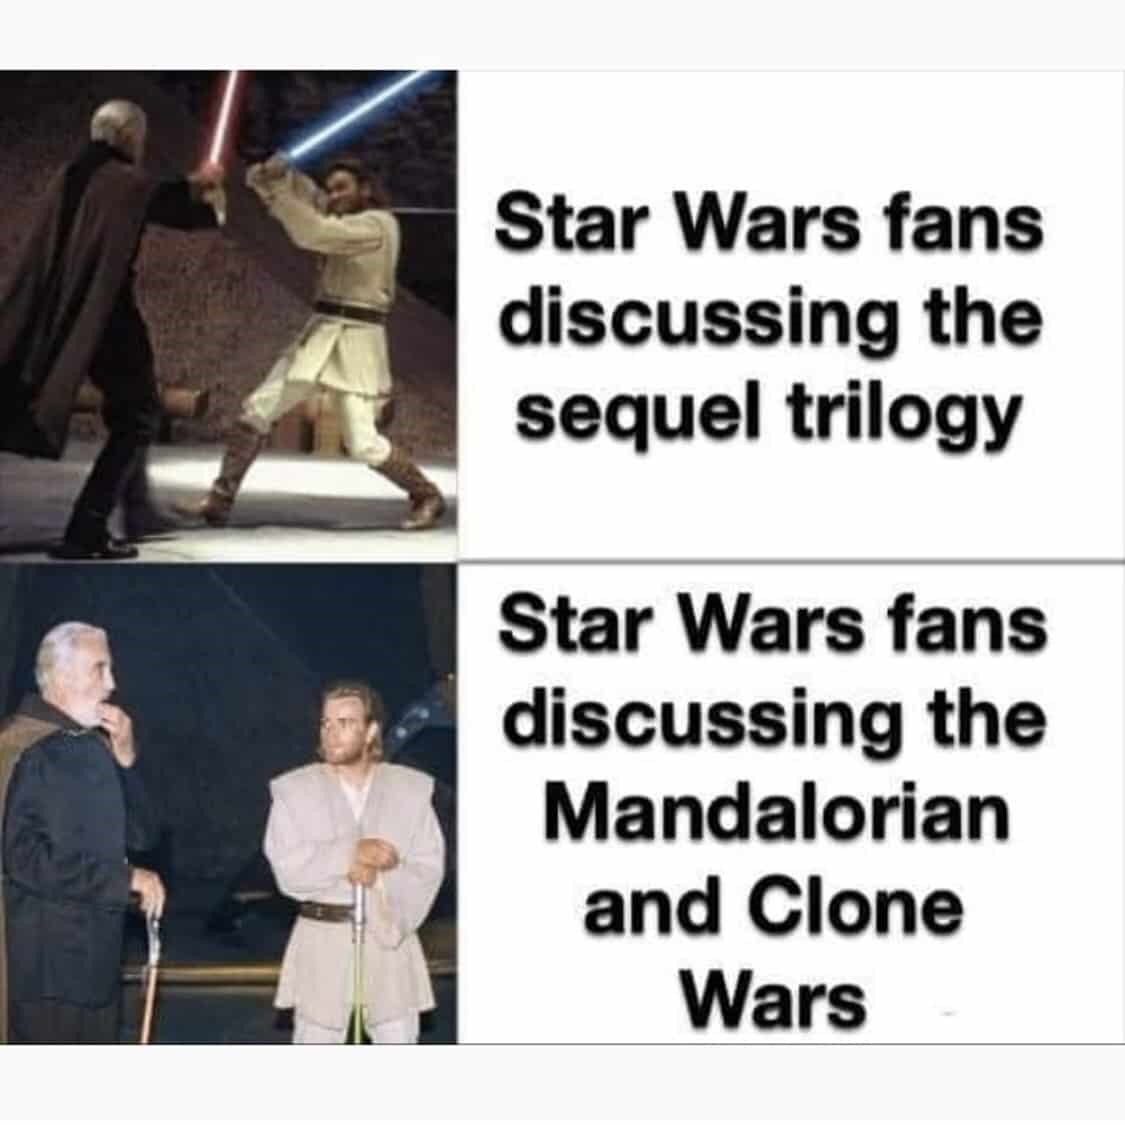 Star Wars fans
discussing the
sequel trilogy
Star Wars fans
discussing the
Mandalorian
and Clone
Wars